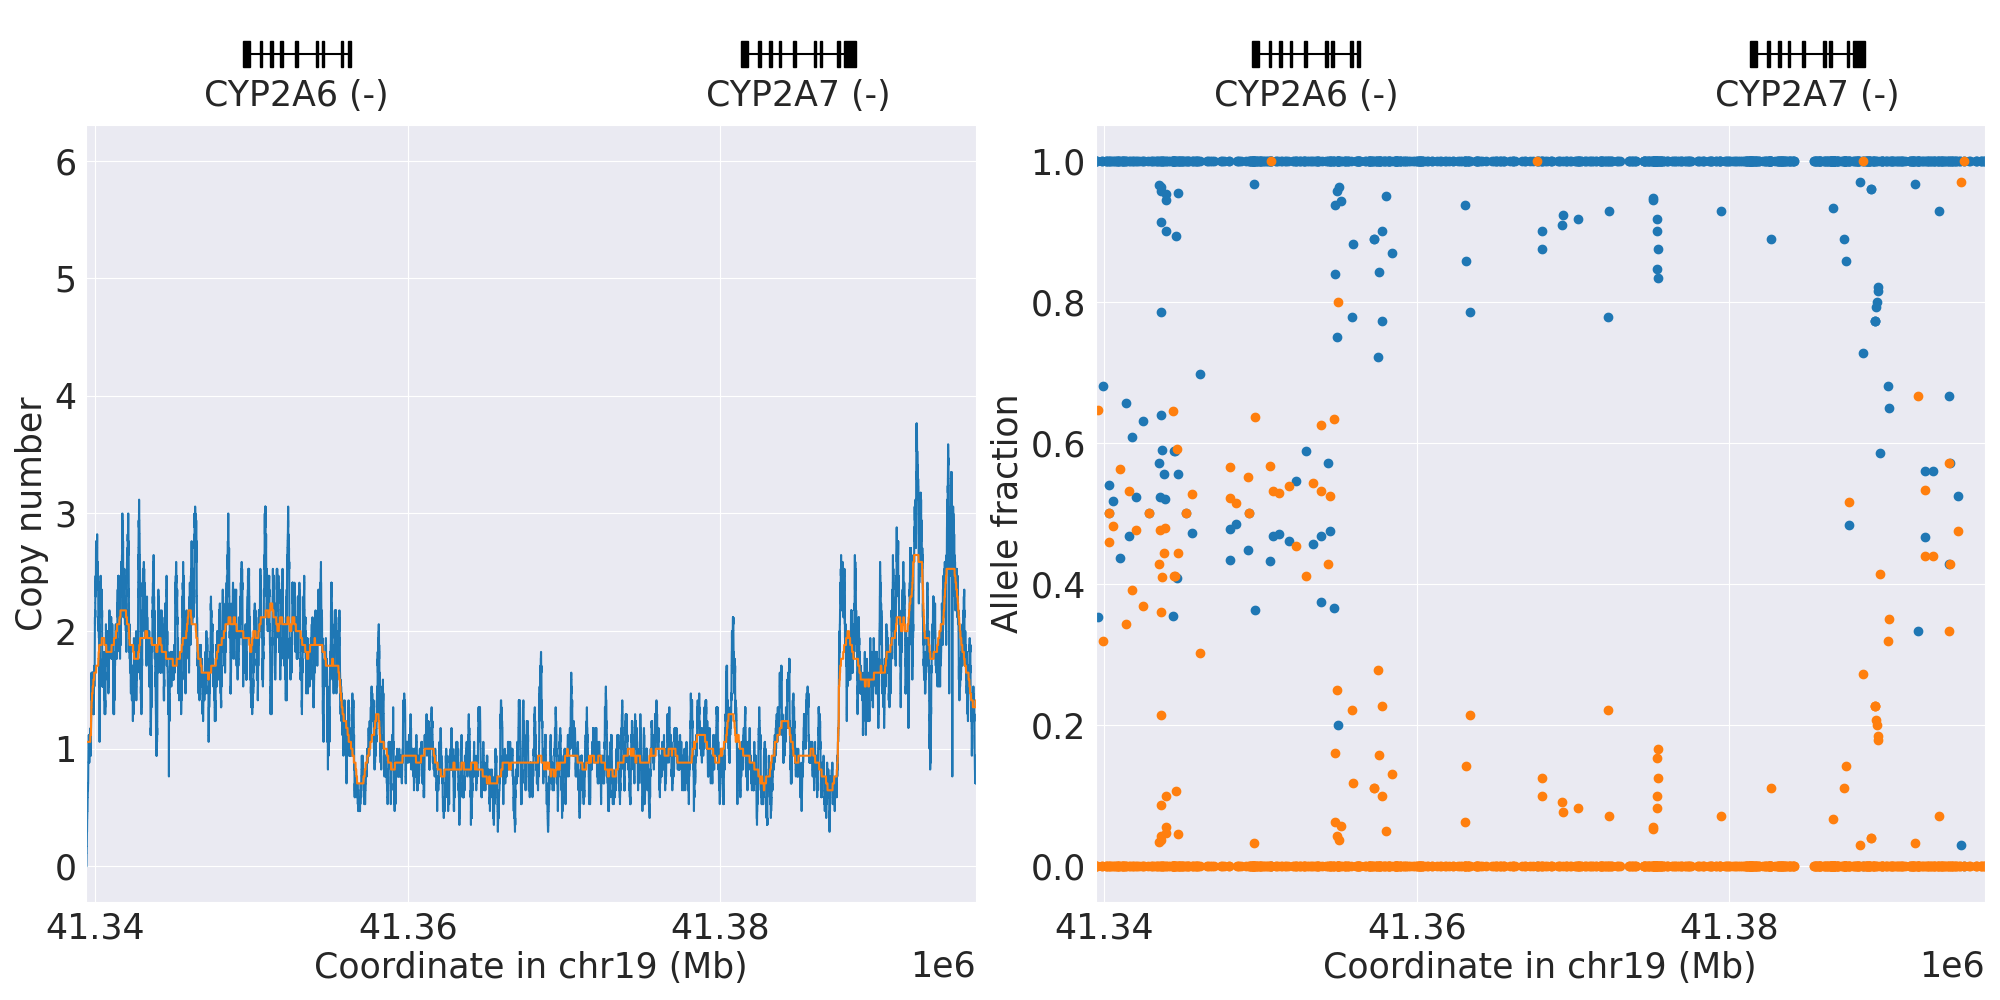 CYP2A6 (-)
CYP2A7 (-)
6
5
4
3
2
1
0
Copy number
41.34
41.36
41.38
Coordinate in chr19 (Mb)
1e6
CYP2A6 (-)
CYP2A7 (-)
1.0
0.8
0.6
0.4
0.2
0.0
Allele fraction
41.34
41.36
41.38
Coordinate in chr19 (Mb)
1e6